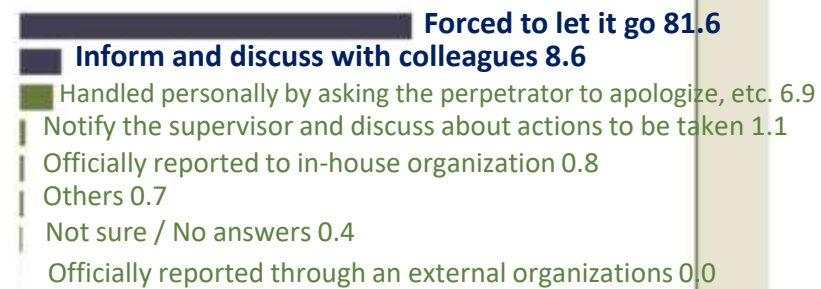 Forced to let it go 81.6
Inform and discuss with colleagues 8.6
Handled personally by asking the perpetrator to apologize, etc. 6.9
Notify the supervisor and discuss about actions to be taken 1.1
Officially reported to in-house organization 0.8
Others 0.7
Not sure / No answers 0.4
Officially reported through an external organizations 0.0